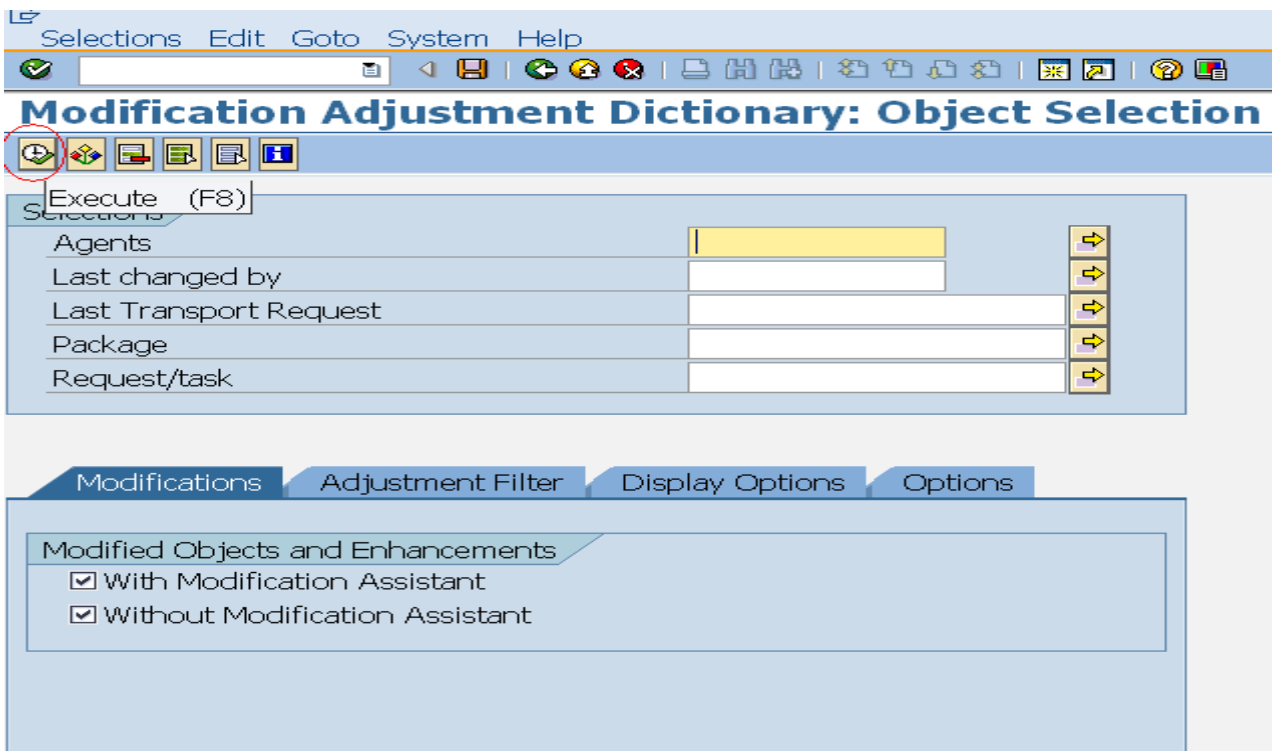 Selections Edit Goto System Help
Modification Adjustment Dictionary: Object Selection
Execute (F8)
Selections
Agents
Last changed by
Last Transport Request
Package
Request/task
Modifications Adjustment Filter Display Options Options
Modified Objects and Enhancements
With Modification Assistant
Without Modification Assistant